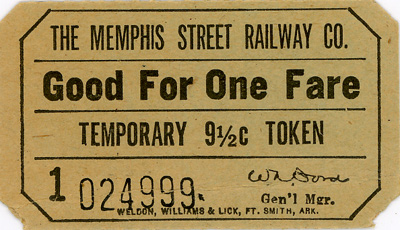 THE MEMPHIS STREET RAILWAY CO.
Good For One Fare
TEMPORARY 9½c TOKEN
1 024999
Gen'l Mgr.
WELDON, WILLIAMS & LICK, FT. SMITH, ARK.